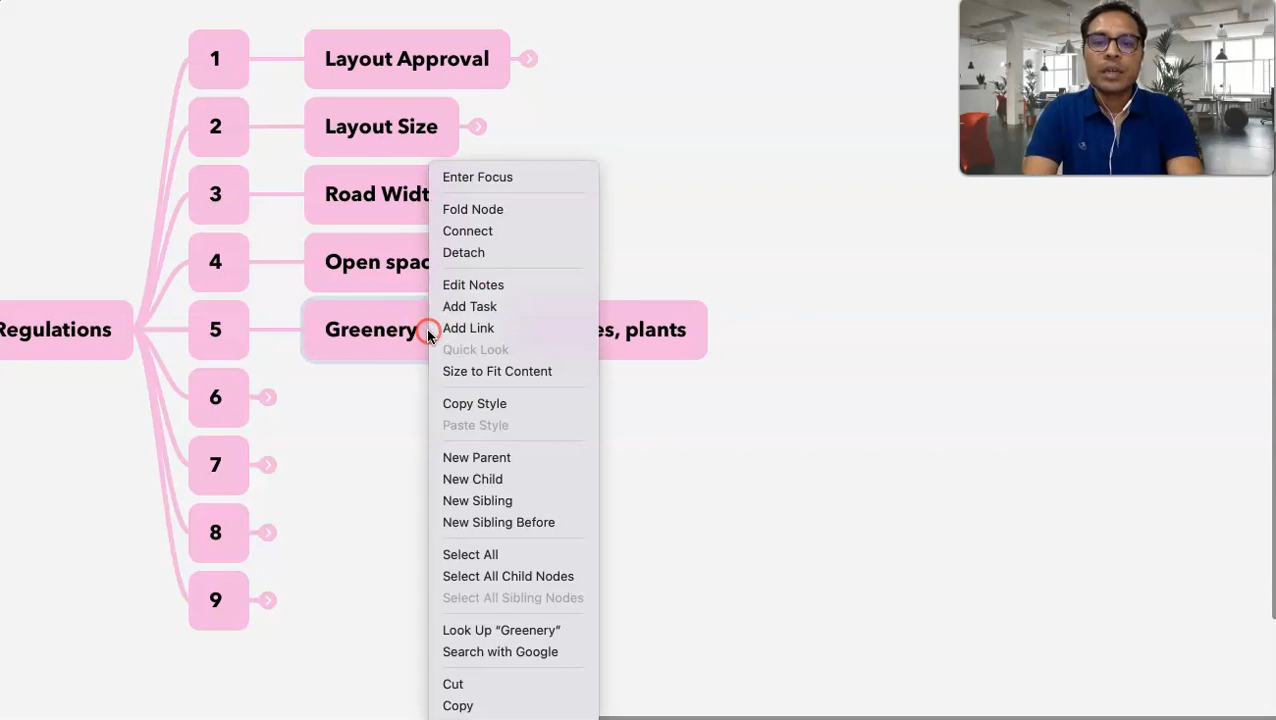 1
Layout Approval
2
Layout Size
3
Road Widt
4
Open spac
Regulations
5
Greenery
es, plants
6
7
8
9
Enter Focus
Fold Node
Connect
Detach
Edit Notes
Add Task
Add Link
Quick Look
Size to Fit Content
Copy Style
Paste Style
New Parent
New Child
New Sibling
New Sibling Before
Select All
Select All Child Nodes
Select All Sibling Nodes
Look Up “Greenery”
Search with Google
Cut
Copy